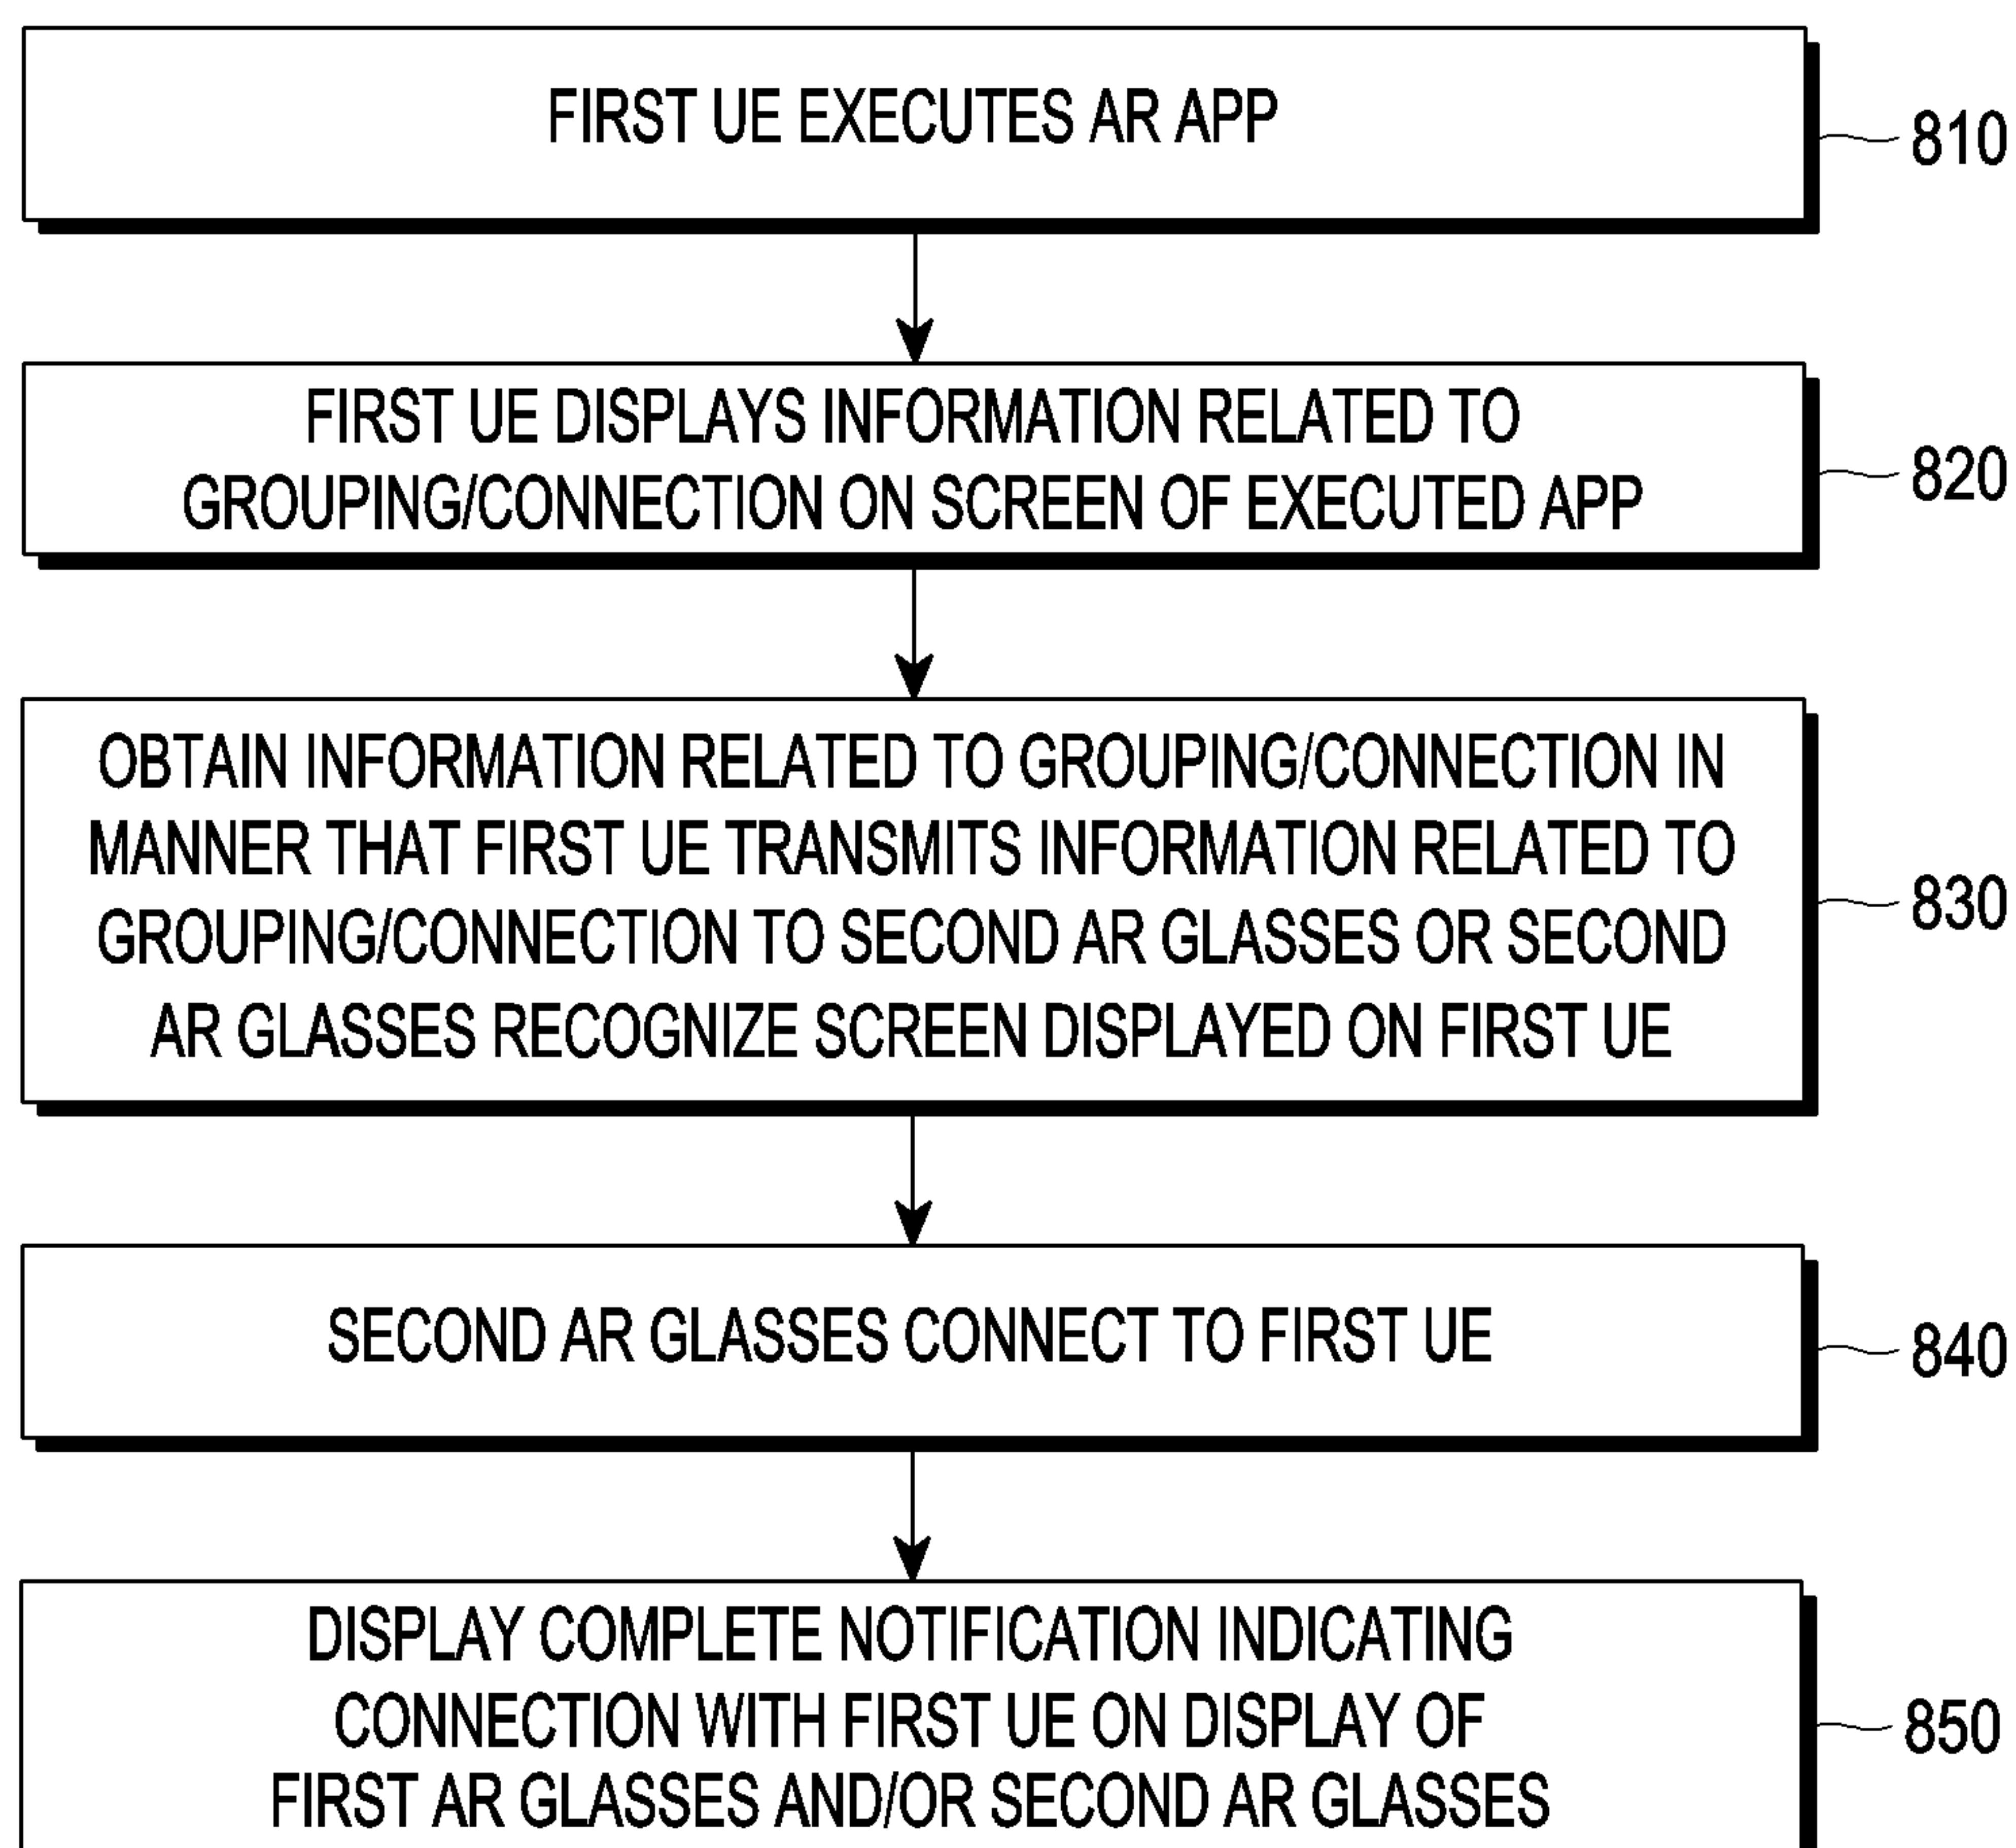 FIRST UE EXECUTES AR APP
810
FIRST UE DISPLAYS INFORMATION RELATED TO
GROUPING/CONNECTION ON SCREEN OF EXECUTED APP
820
OBTAIN INFORMATION RELATED TO GROUPING/CONNECTION IN
MANNER THAT FIRST UE TRANSMITS INFORMATION RELATED TO
GROUPING/CONNECTION TO SECOND AR GLASSES OR SECOND
AR GLASSES RECOGNIZE SCREEN DISPLAYED ON FIRST UE
830
SECOND AR GLASSES CONNECT TO FIRST UE
840
DISPLAY COMPLETE NOTIFICATION INDICATING
CONNECTION WITH FIRST UE ON DISPLAY OF
FIRST AR GLASSES AND/OR SECOND AR GLASSES
850